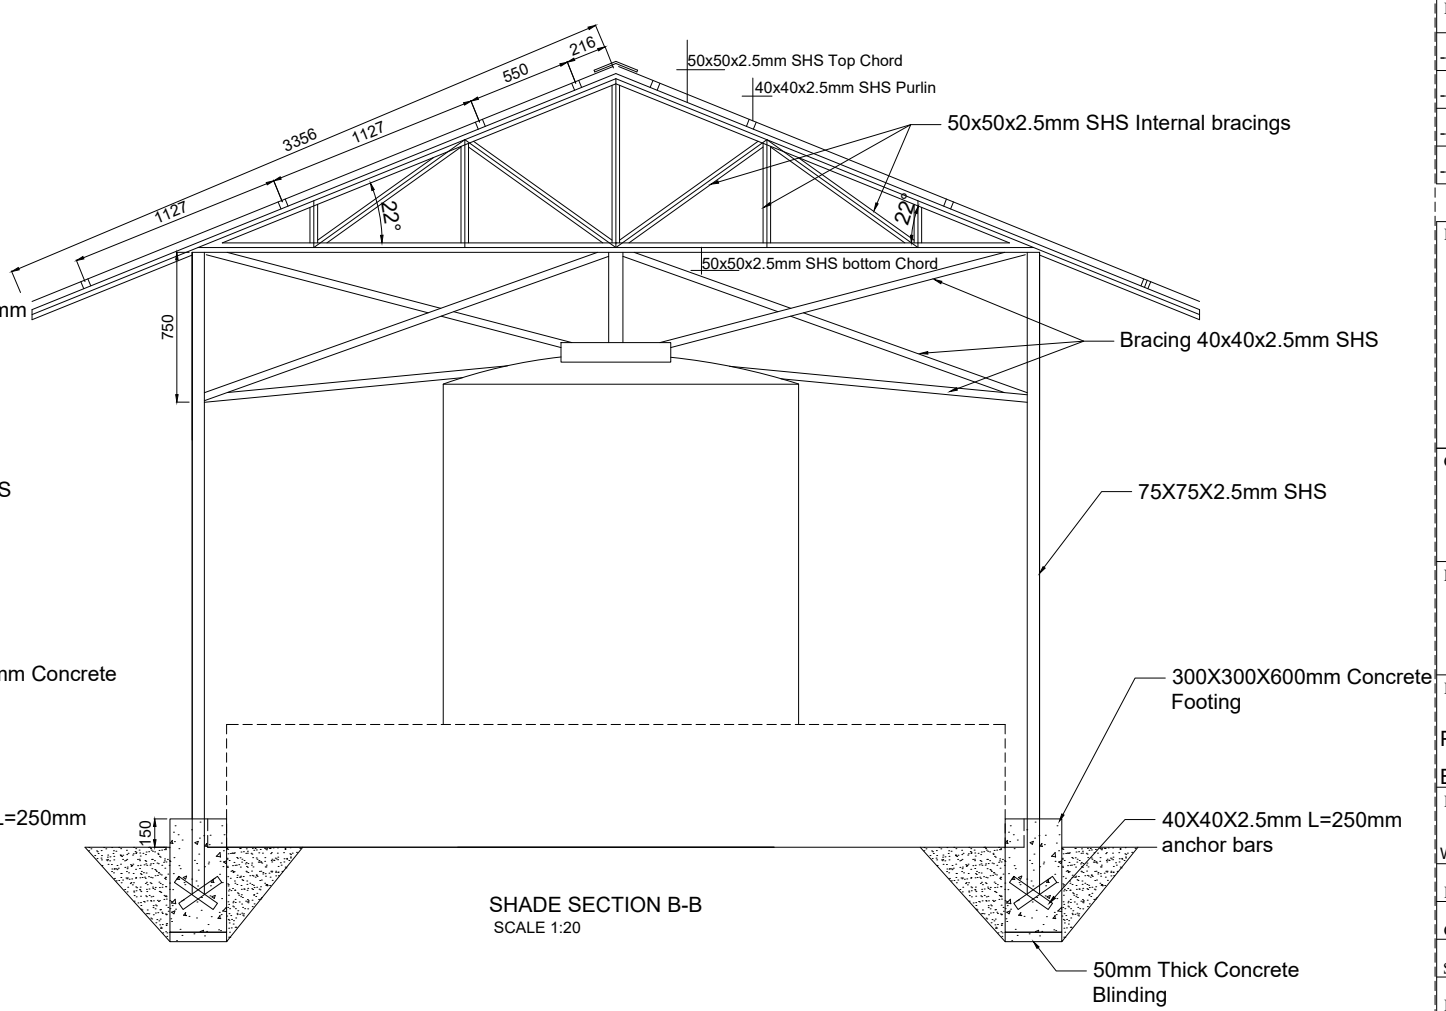 216
50x50x2.5mm SHS Top Chord
550
40x40x2.5mm SHS Purlin
3356
1127
50x50x2.5mm SHS Internal bracings
1127
22°
22°
50x50x2.5mm SHS bottom Chord
mm
750
Bracing 40x40x2.5mm SHS
S
75X75X2.5mm SHS
mm Concrete
300X300X600mm Concrete
Footing
L=250mm
150
40X40X2.5mm L=250mm
anchor bars
SHADE SECTION B-B
SCALE 1:20
50mm Thick Concrete
Blinding